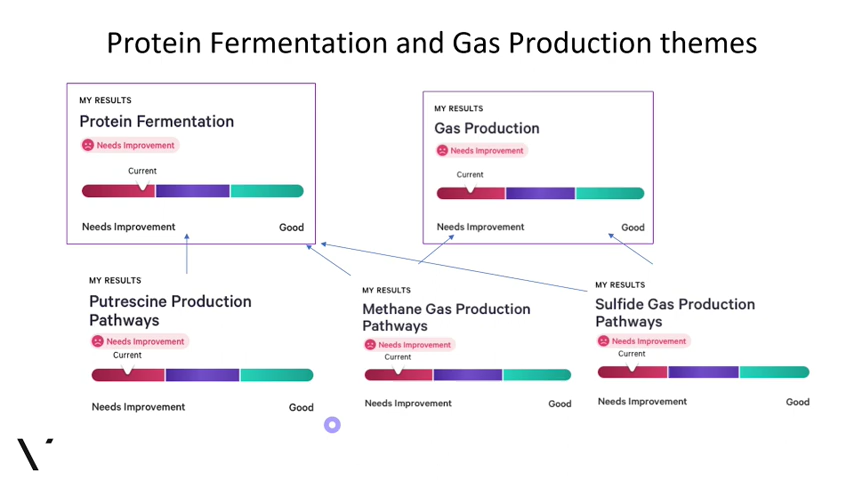 Protein Fermentation and Gas Production themes
MY RESULTS
Protein Fermentation
Needs Improvement
Current
Needs Improvement
Good
MY RESULTS
Gas Production
Needs Improvement
Current
Needs Improvement
Good
MY RESULTS
Putrescine Production
Pathways
Needs Improvement
Current
Needs Improvement
Good
MY RESULTS
Methane Gas Production
Pathways
Needs Improvement
Current
Needs Improvement
Good
MY RESULTS
Sulfide Gas Production
Pathways
Needs Improvement
Current
Needs Improvement
Good